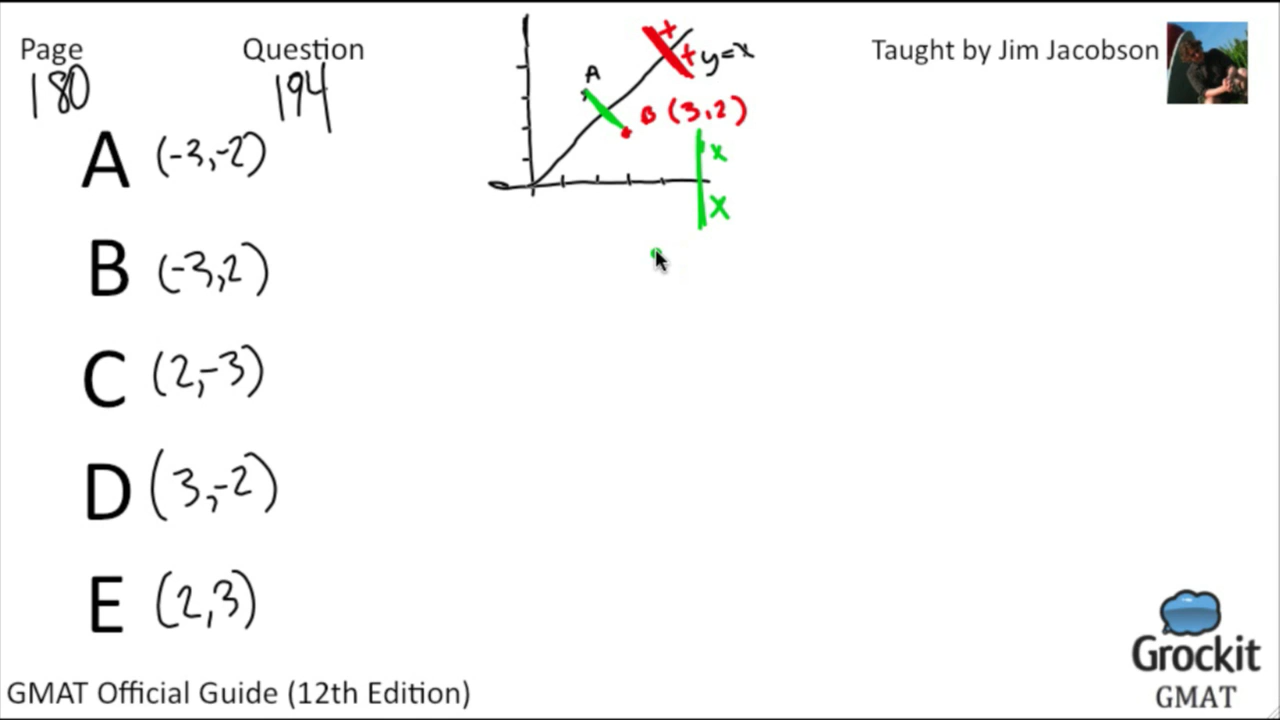 Page
180
Question
194
Taught by Jim Jacobson
A (-3,-2)
B (-3,2)
C (2,-3)
D (3,-2)
E (2,3)
A
y=x
B (3,2)
x
x
x
x
GMAT Official Guide (12th Edition)
Grockit
GMAT